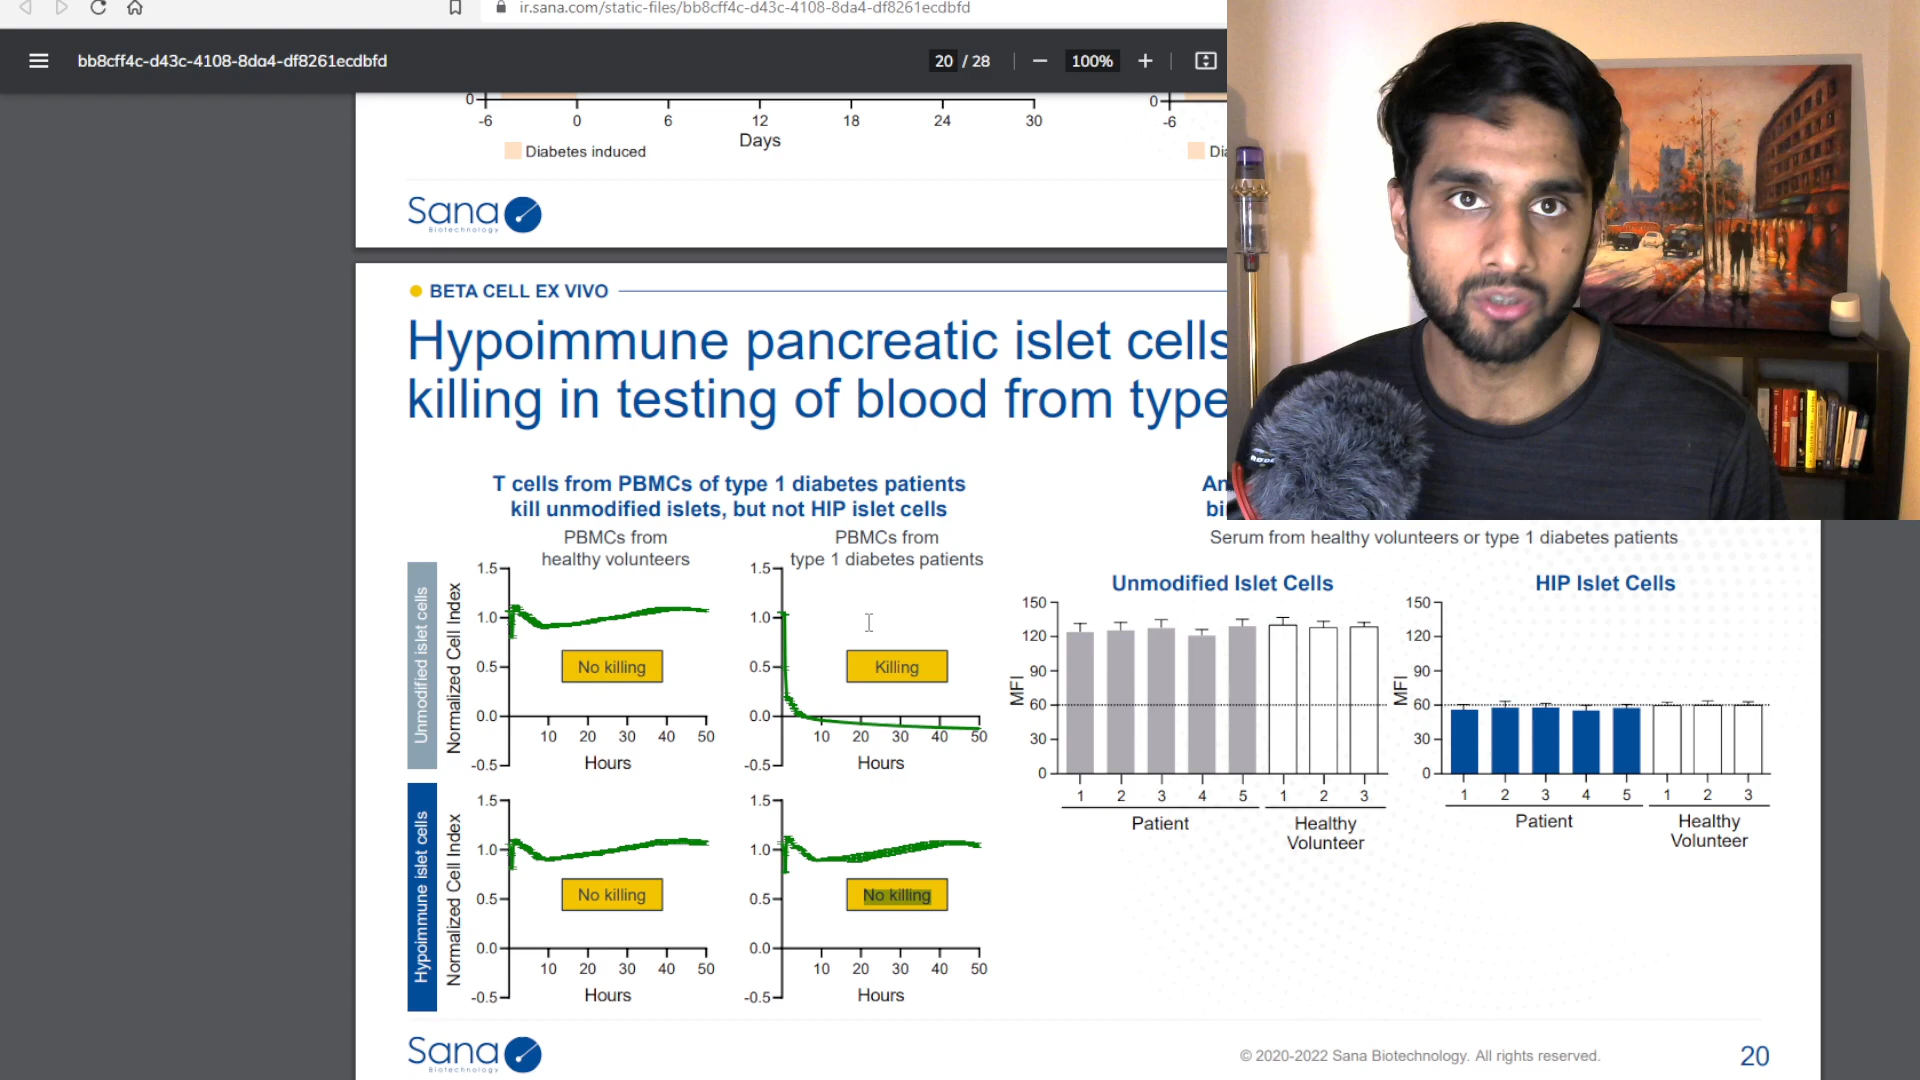 ir.sana.com/static-files/bb8cff4c-d43c-4108-8da4-df8261ecdbfd
bb8cff4c-d43c-4108-8da4-df8261ecdbfd
20 / 28
100%
0
-6 0 6 12 18 24 30
Days
Diabetes induced
0
-6
Dia
Sana
Biotechnology
BETA CELL EX VIVO
Hypoimmune pancreatic islet cells
killing in testing of blood from type
T cells from PBMCs of type 1 diabetes patients
kill unmodified islets, but not HIP islet cells
An
bi
Serum from healthy volunteers or type 1 diabetes patients
PBMCs from
healthy volunteers
PBMCs from
type 1 diabetes patients
Unmodified islet cells
Normalized Cell Index
1.5
1.0
0.5
0.0
-0.5
No killing
10 20 30 40 50
Hours
1.5
1.0
0.5
0.0
-0.5
Killing
10 20 30 40 50
Hours
Hypoimmune islet cells
Normalized Cell Index
1.5
1.0
0.5
0.0
-0.5
No killing
10 20 30 40 50
Hours
1.5
1.0
0.5
0.0
-0.5
No killing
10 20 30 40 50
Hours
Unmodified Islet Cells
MFI
150
120
90
60
30
0
1 2 3 4 5 1 2 3
Patient
Healthy
Volunteer
HIP Islet Cells
MFI
150
120
90
60
30
0
1 2 3 4 5 1 2 3
Patient
Healthy
Volunteer
Sana
Biotechnology
© 2020-2022 Sana Biotechnology. All rights reserved.
20